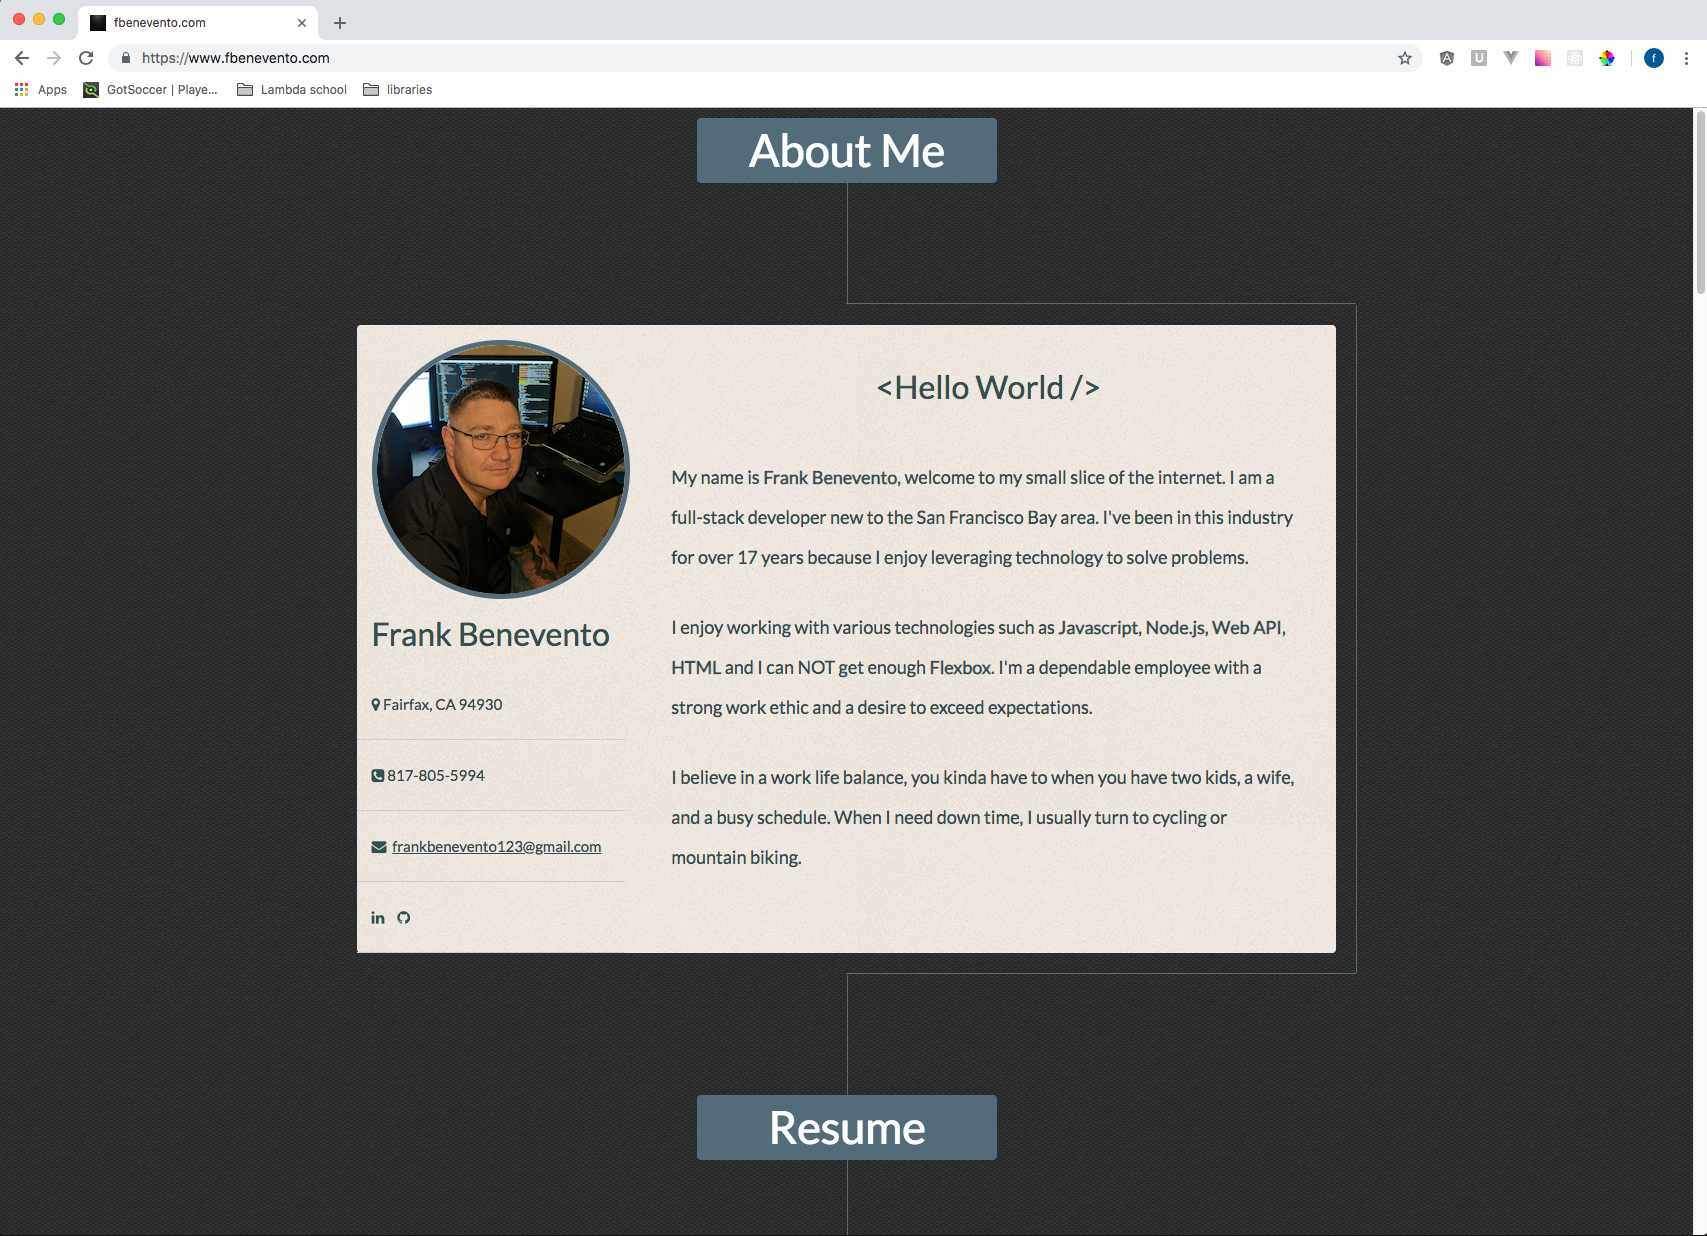 fbenevento.com
https://www.fbenevento.com
f
Apps
GotSoccer | Playe...
Lambda school
libraries
About Me
<Hello World />
My name is Frank Benevento, welcome to my small slice of the internet. I am a
full-stack developer new to the San Francisco Bay area. I've been in this industry
for over 17 years because I enjoy leveraging technology to solve problems.
I enjoy working with various technologies such as Javascript, Node.js, Web API,
HTML and I can NOT get enough Flexbox. I'm a dependable employee with a
strong work ethic and a desire to exceed expectations.
I believe in a work life balance, you kinda have to when you have two kids, a wife,
and a busy schedule. When I need down time, I usually turn to cycling or
mountain biking.
Frank Benevento
Fairfax, CA 94930
817-805-5994
frankbenevento123@gmail.com
in
Resume